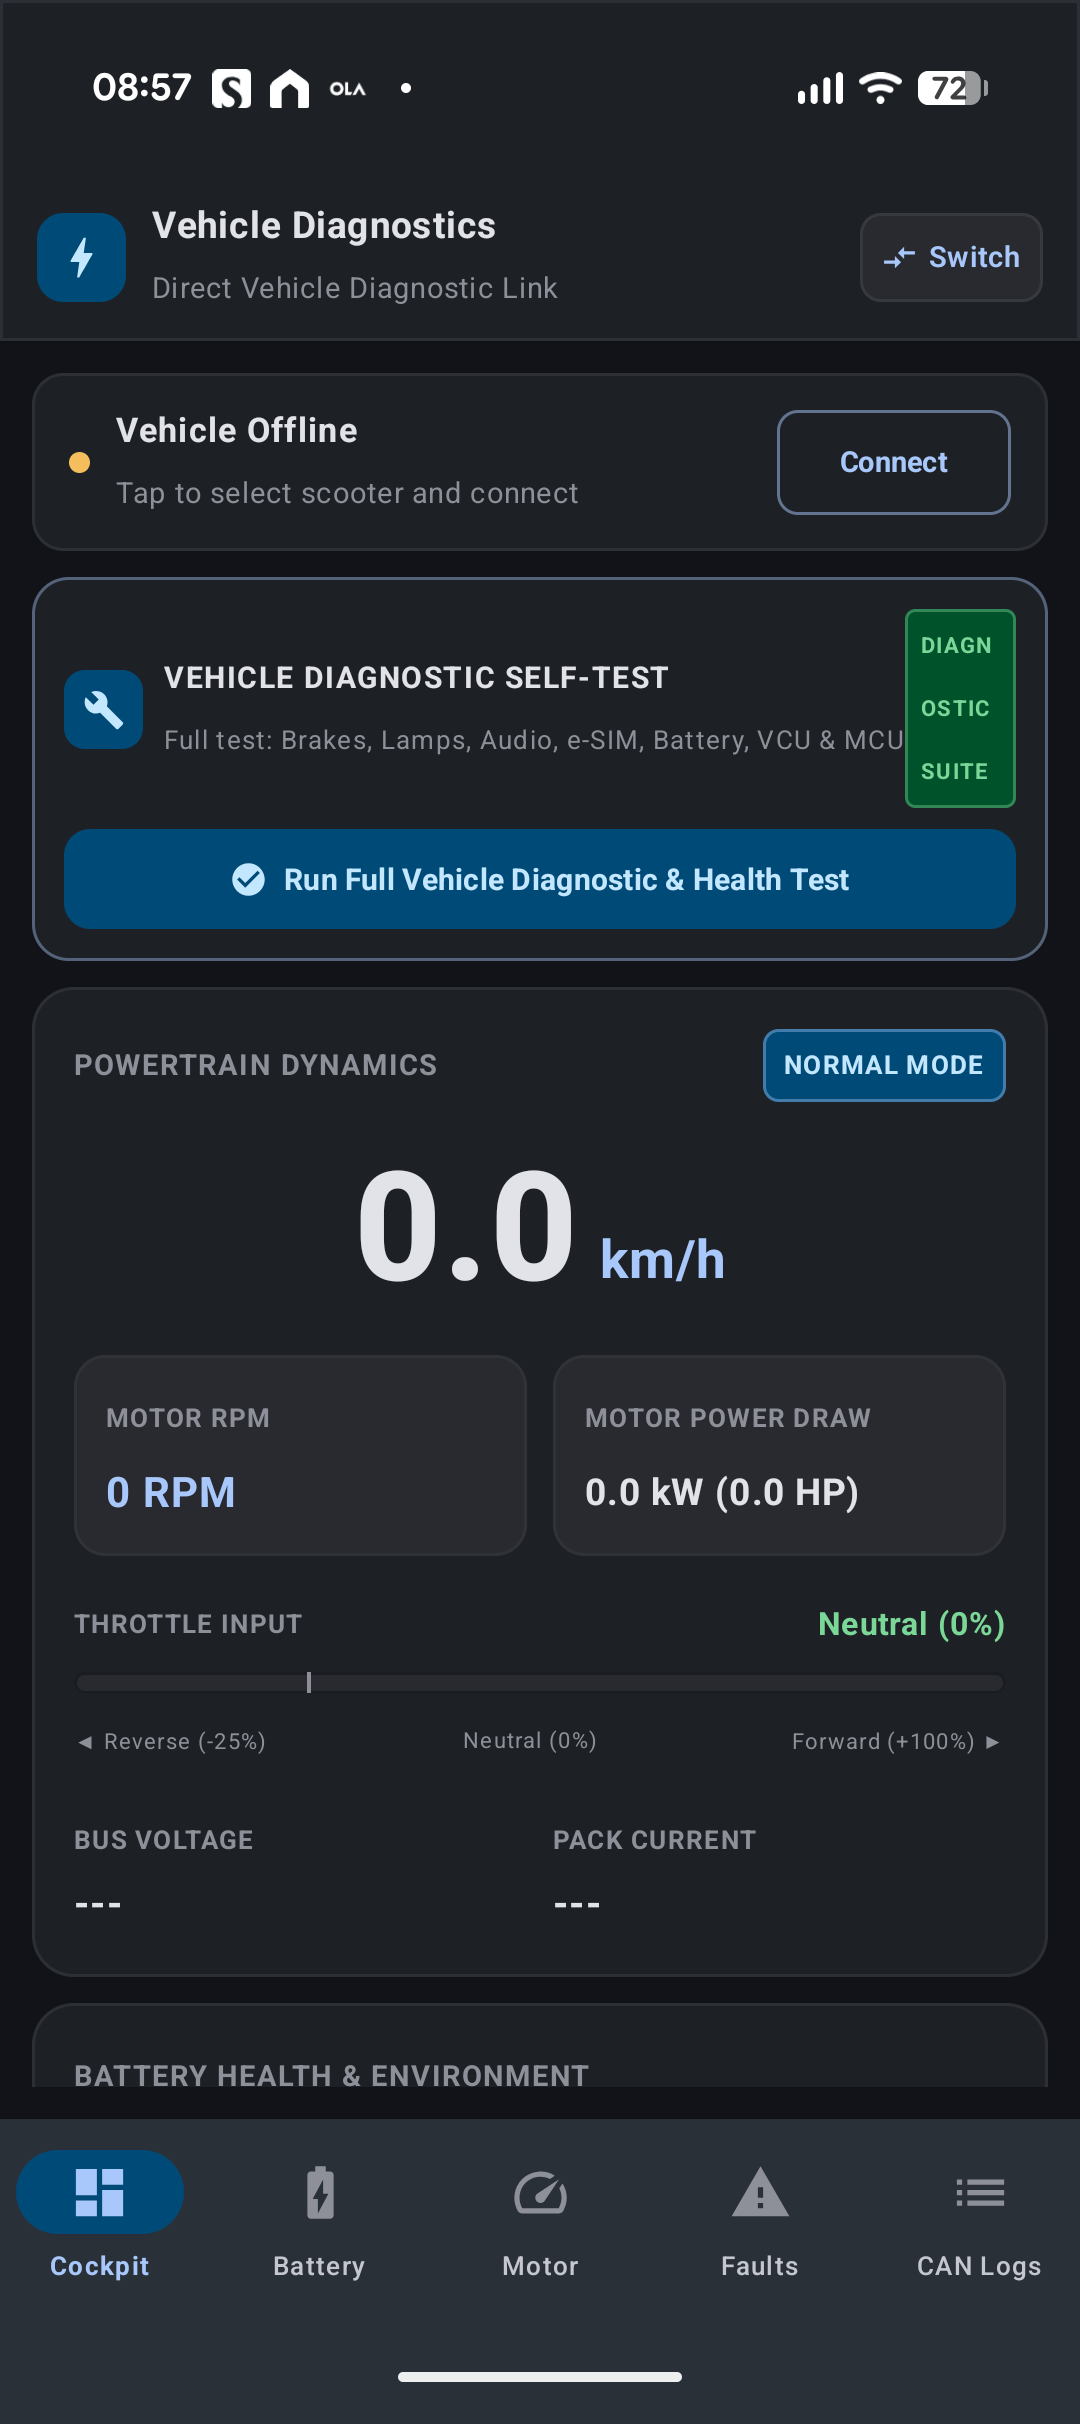 08:57
S
OLA
72
Vehicle Diagnostics
Direct Vehicle Diagnostic Link
Switch
Vehicle Offline
Tap to select scooter and connect
Connect
VEHICLE DIAGNOSTIC SELF-TEST
Full test: Brakes, Lamps, Audio, e-SIM, Battery, VCU & MCU
DIAGN
OSTIC
SUITE
Run Full Vehicle Diagnostic & Health Test
POWERTRAIN DYNAMICS
NORMAL MODE
0.0 km/h
MOTOR RPM
0 RPM
MOTOR POWER DRAW
0.0 kW (0.0 HP)
THROTTLE INPUT
Neutral (0%)
◄ Reverse (-25%)
Neutral (0%)
Forward (+100%) ►
BUS VOLTAGE
---
PACK CURRENT
---
BATTERY HEALTH & ENVIRONMENT
Cockpit
Battery
Motor
Faults
CAN Logs